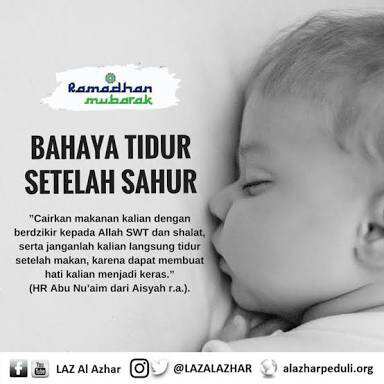 Ramadhan
mubarak
BAHAYA TIDUR
SETELAH SAHUR
"Cairkan makanan kalian dengan
berdzikir kepada Allah SWT dan shalat,
serta janganlah kalian langsung tidur
setelah makan, karena dapat membuat
hati kalian menjadi keras."
(HR Abu Nu'aim dari Aisyah r.a.).
f You Tube LAZ Al Azhar @LAZALAZHAR alazharpeduli.org